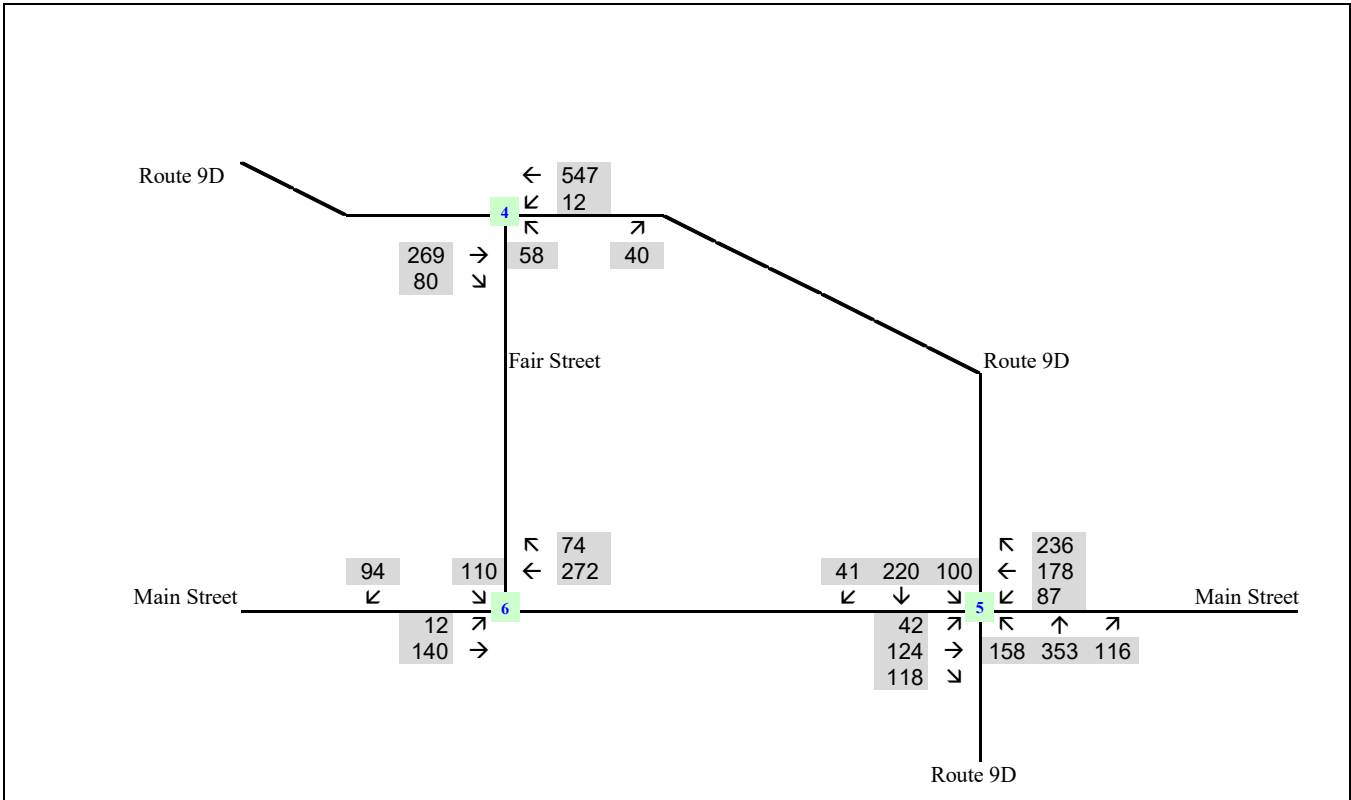 Route 9D
← 547
4
↙ 12
269 →
↖ 58
↗ 40
80 ↘
Fair Street
Route 9D
↖ 74
↖ 236
94
110
← 272
41 220 100
← 178
↙
↘
↙ ↓ ↘
↙ 87
Main Street
6
5
Main Street
12 ↗
42 ↗
↖ ↑ ↗
140 →
124 →
158 353 116
118 ↘
Route 9D